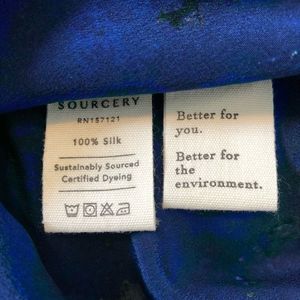 SOURCERY
RN157121
100% Silk
Sustainably Sourced
Certified Dyeing
Better for
you.
Better for
the
environment.